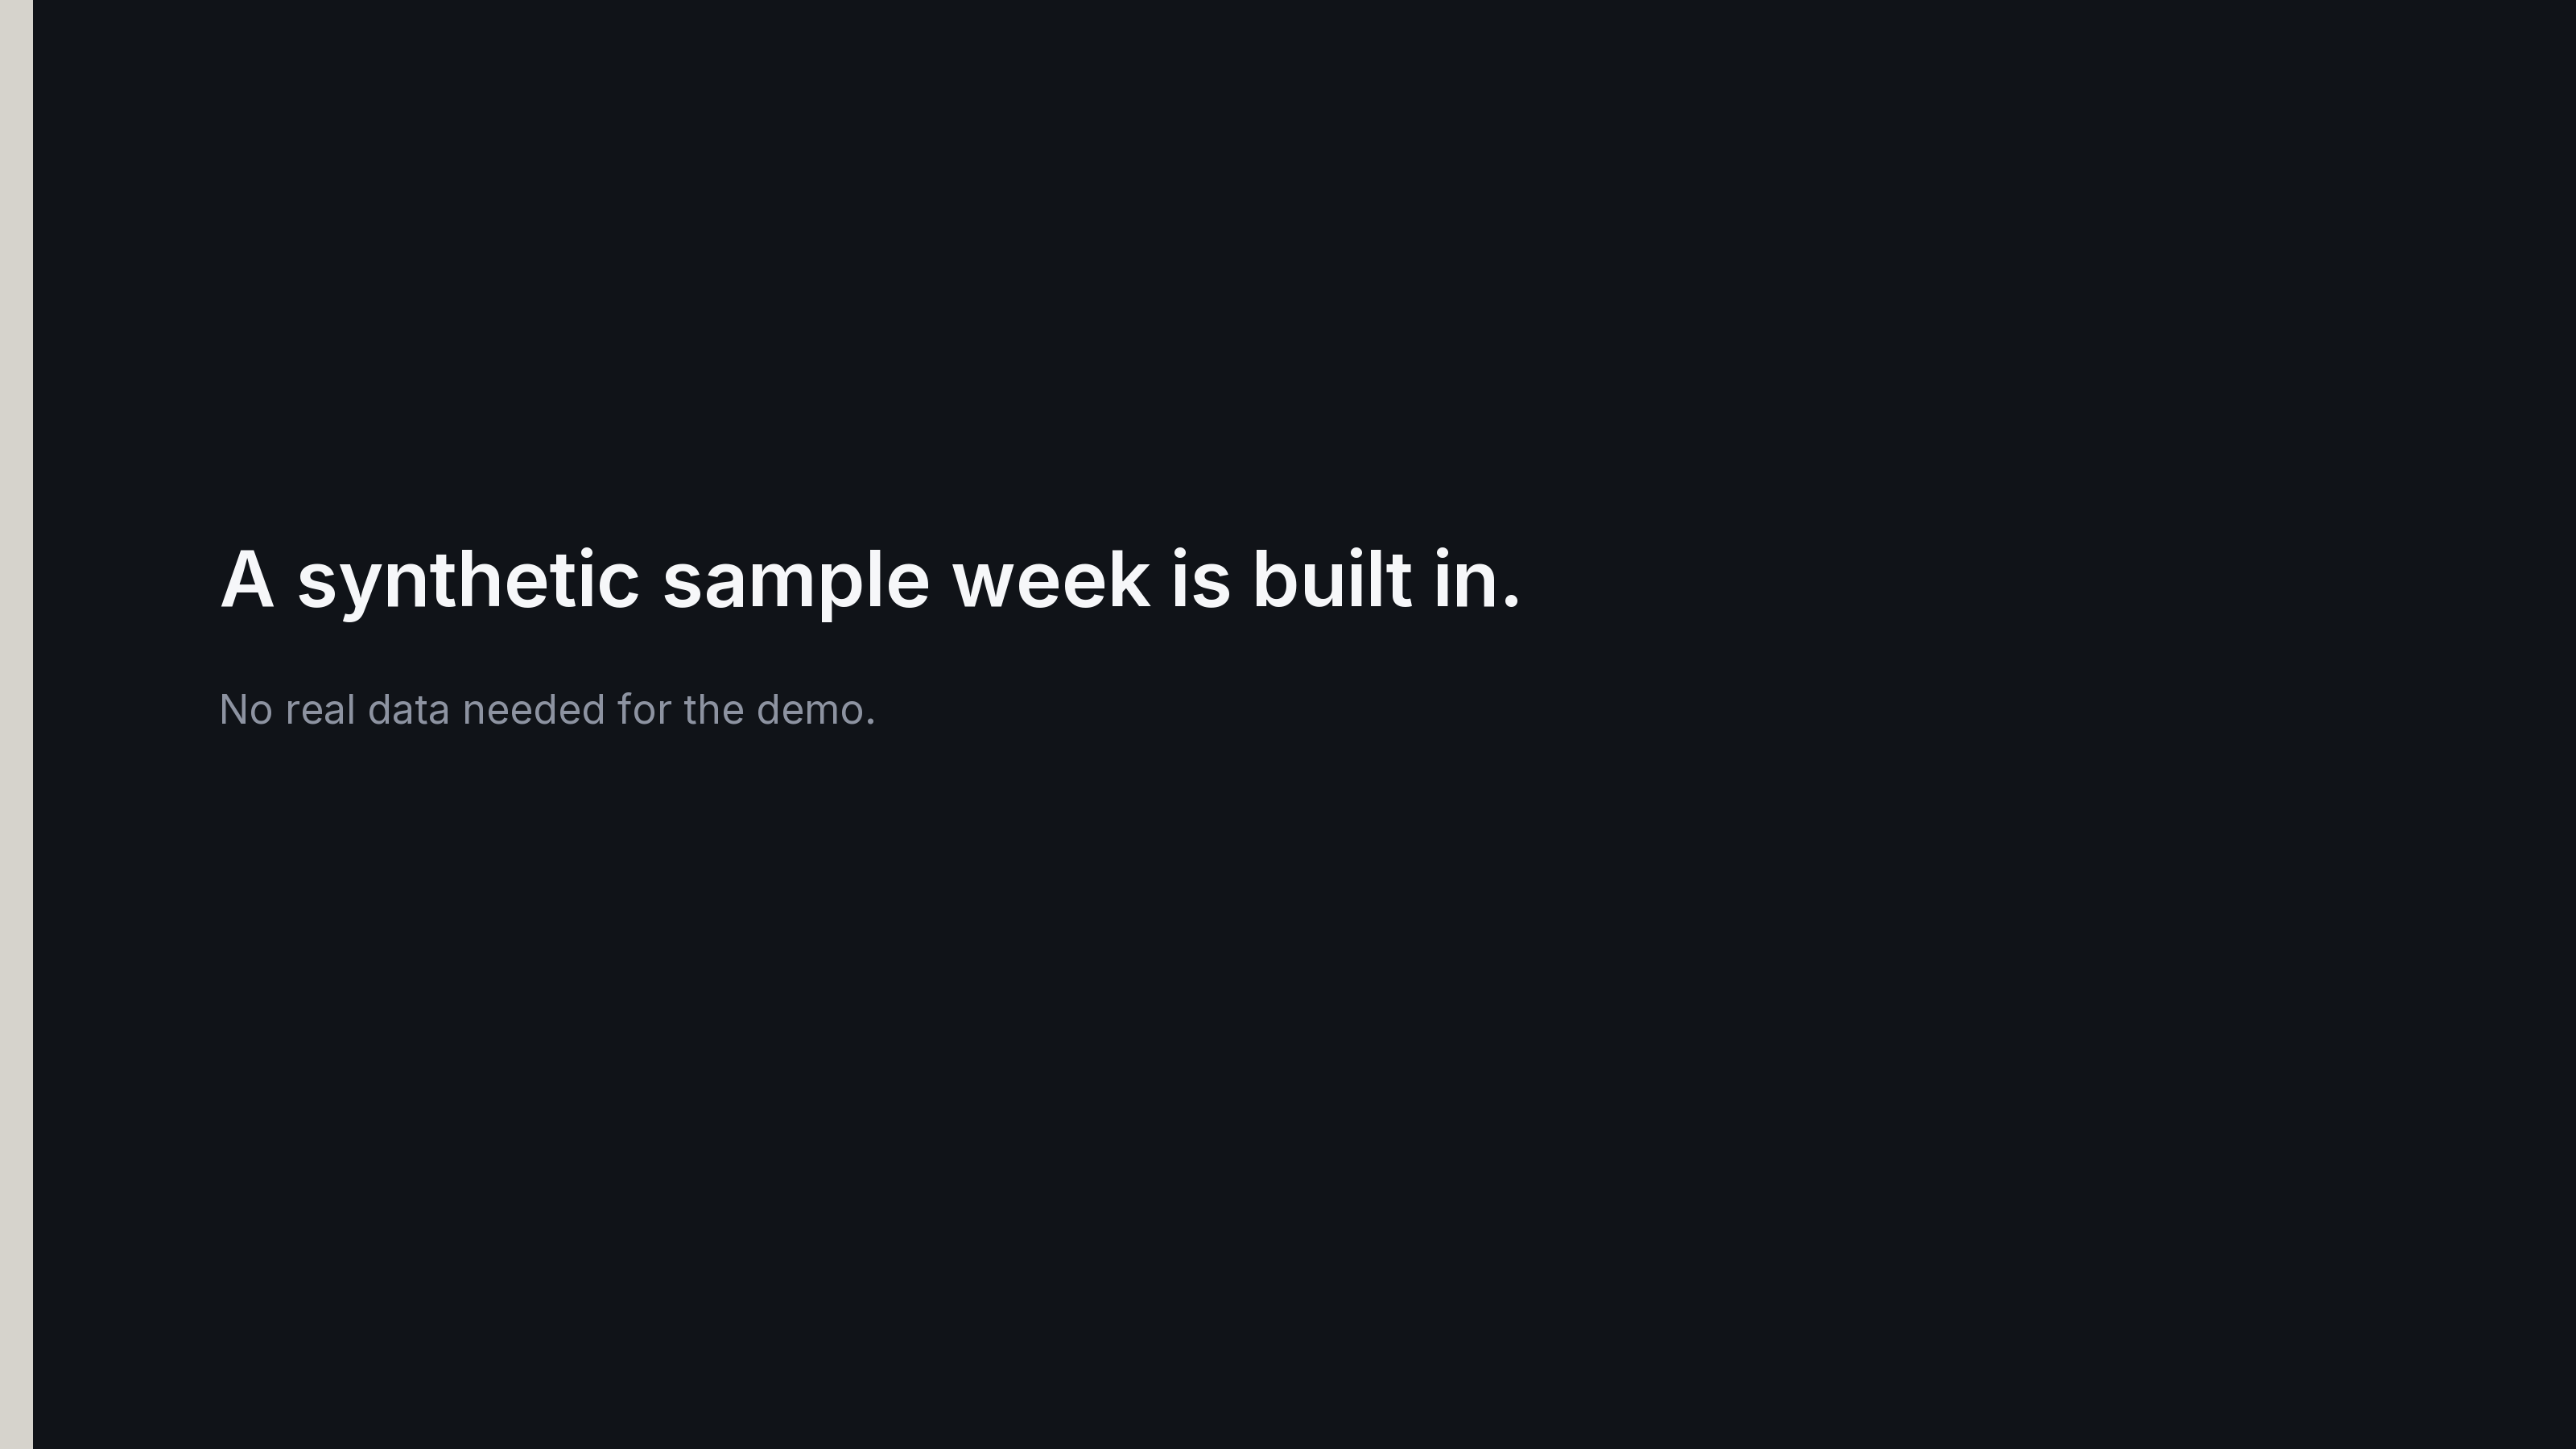 A synthetic sample week is built in.
No real data needed for the demo.